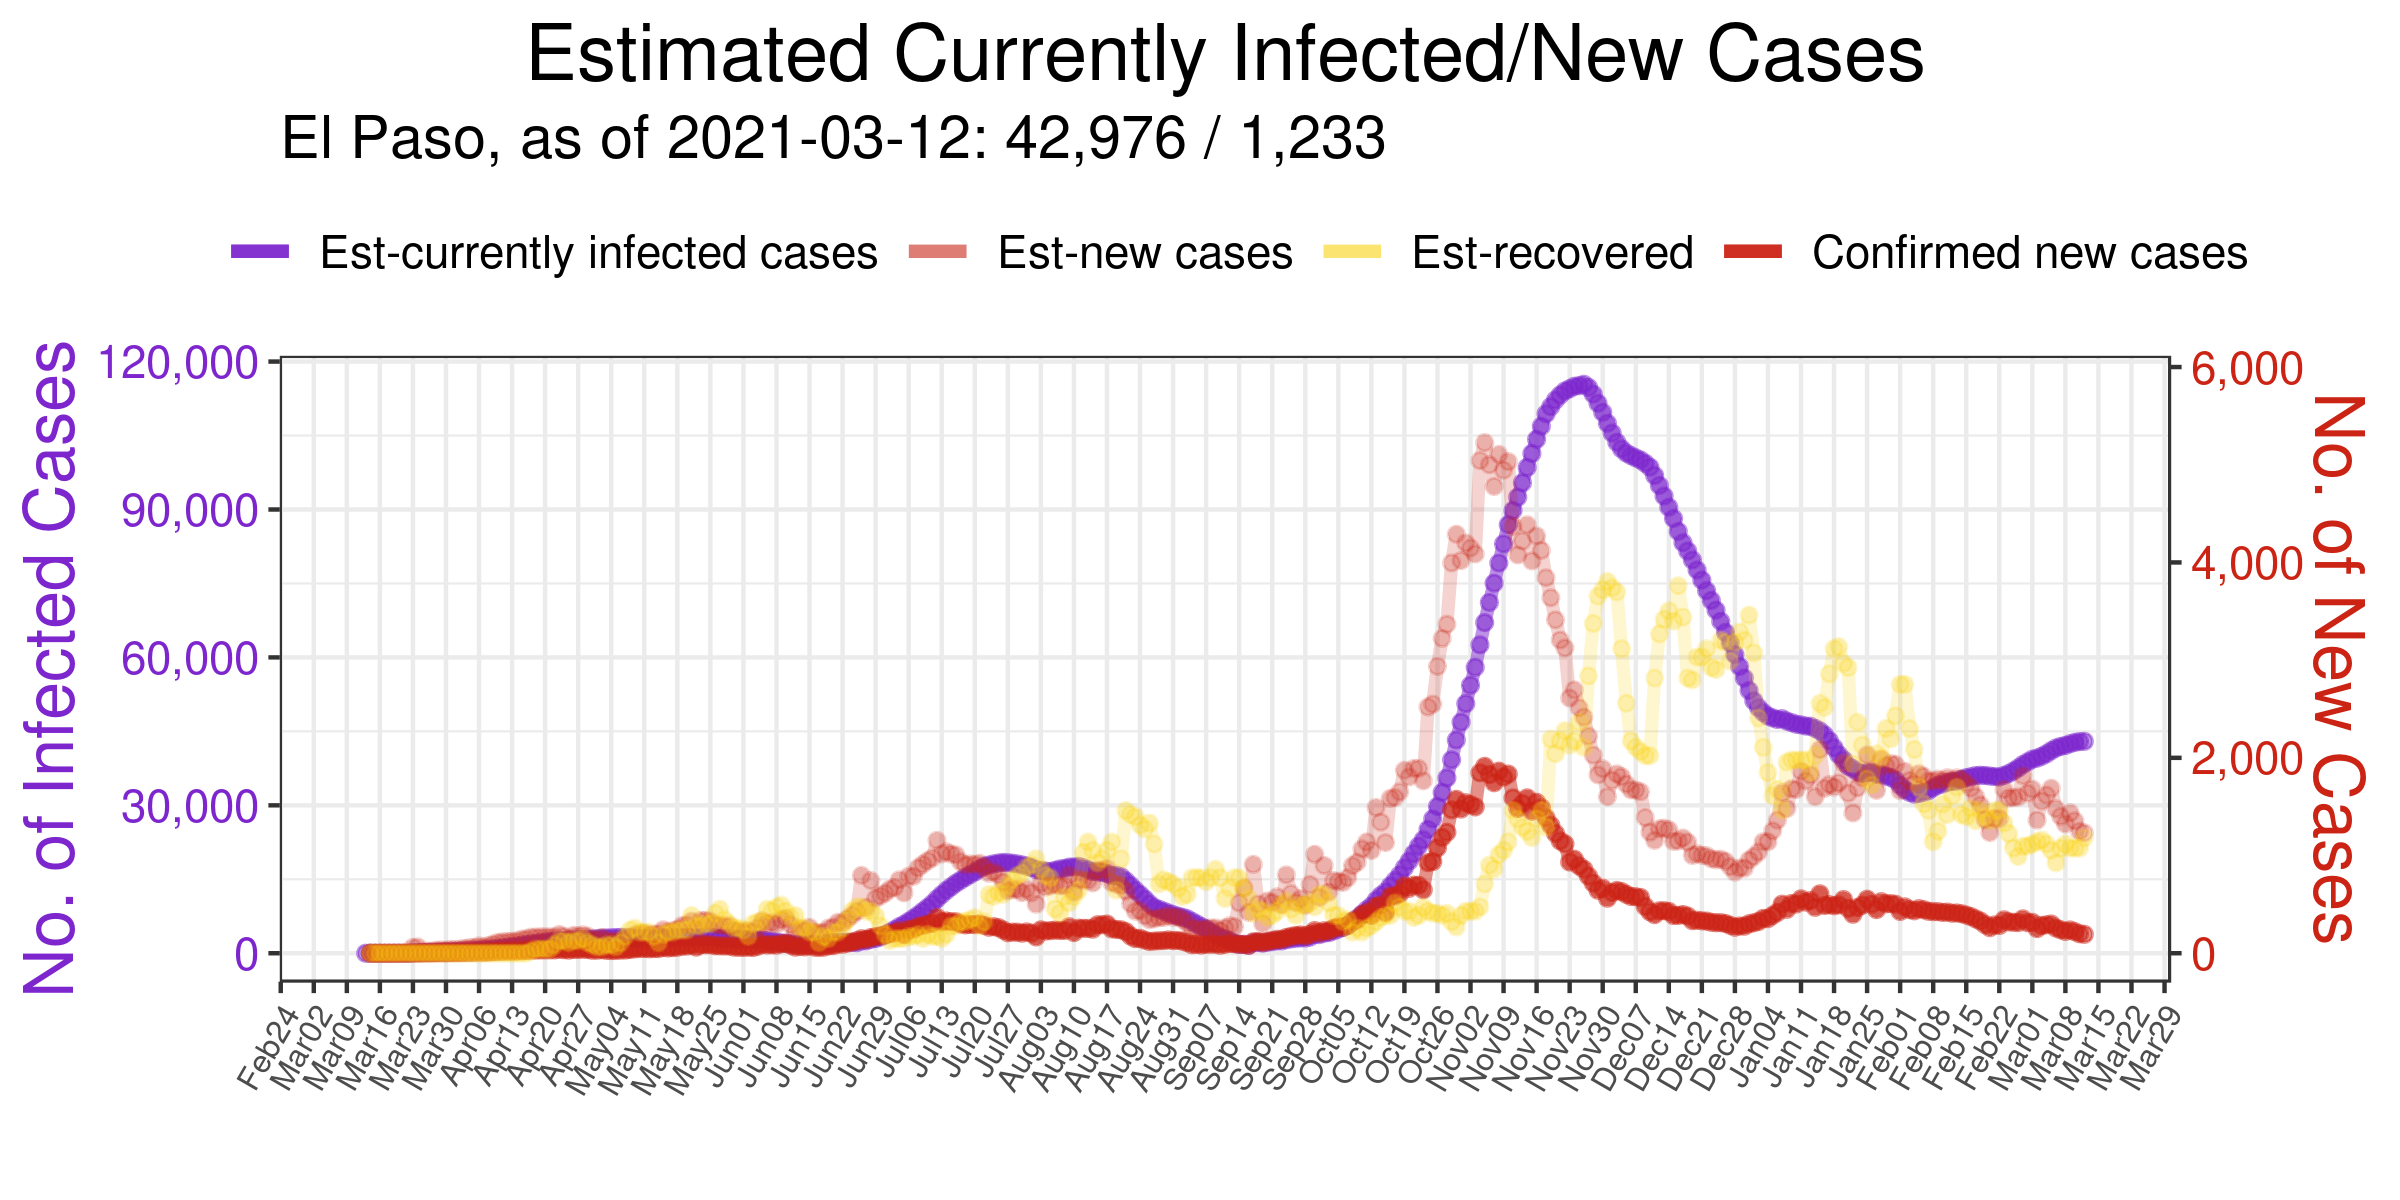 Estimated Currently Infected/New Cases
El Paso, as of 2021-03-12: 42,976 / 1,233
Est-currently infected cases Est-new cases Est-recovered Confirmed new cases
No. of Infected Cases
120,000
90,000
60,000
30,000
0
6,000
4,000
2,000
0
No. of New Cases
Feb24 Mar02 Mar09 Mar16 Mar23 Mar30 Apr06 Apr13 Apr20 Apr27 May04 May11 May18 May25 Jun01 Jun08 Jun15 Jun22 Jun29 Jul06 Jul13 Jul20 Jul27 Aug03 Aug10 Aug17 Aug24 Aug31 Sep07 Sep14 Sep21 Sep28 Oct05 Oct12 Oct19 Oct26 Nov02 Nov09 Nov16 Nov23 Nov30 Dec07 Dec14 Dec21 Dec28 Jan04 Jan11 Jan18 Jan25 Feb01 Feb08 Feb15 Feb22 Mar01 Mar08 Mar15 Mar22 Mar29